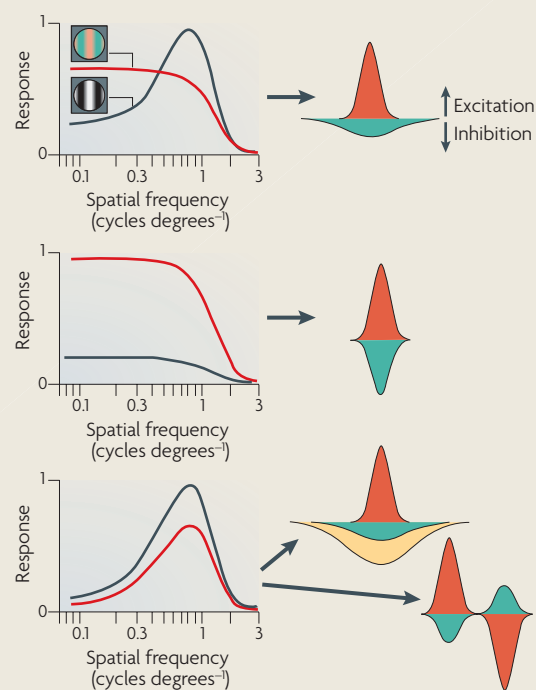 1
Response
0
0.1 0.3 1 3
Spatial frequency
(cycles degrees⁻¹)
Excitation
Inhibition
1
Response
0
0.1 0.3 1 3
Spatial frequency
(cycles degrees⁻¹)
1
Response
0
0.1 0.3 1 3
Spatial frequency
(cycles degrees⁻¹)